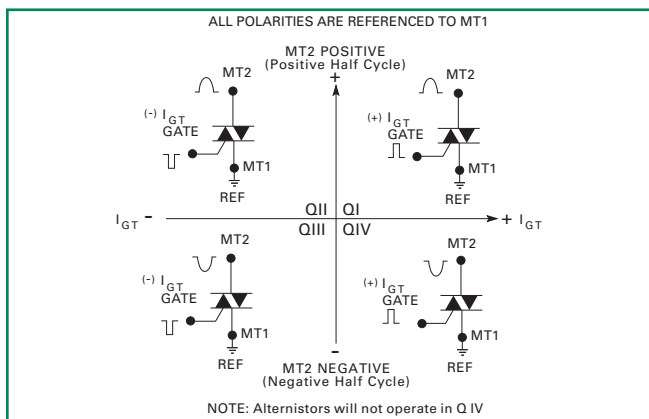 ALL POLARITIES ARE REFERENCED TO MT1
MT2 POSITIVE
(Positive Half Cycle)
+
MT2
(-) IGT
GATE
MT1
REF
MT2
(+) IGT
GATE
MT1
REF
IGT -
QII QI
QIII QIV
+ IGT
MT2
(-) IGT
GATE
MT1
REF
MT2
(+) IGT
GATE
MT1
REF
-
MT2 NEGATIVE
(Negative Half Cycle)
NOTE: Alternistors will not operate in Q IV